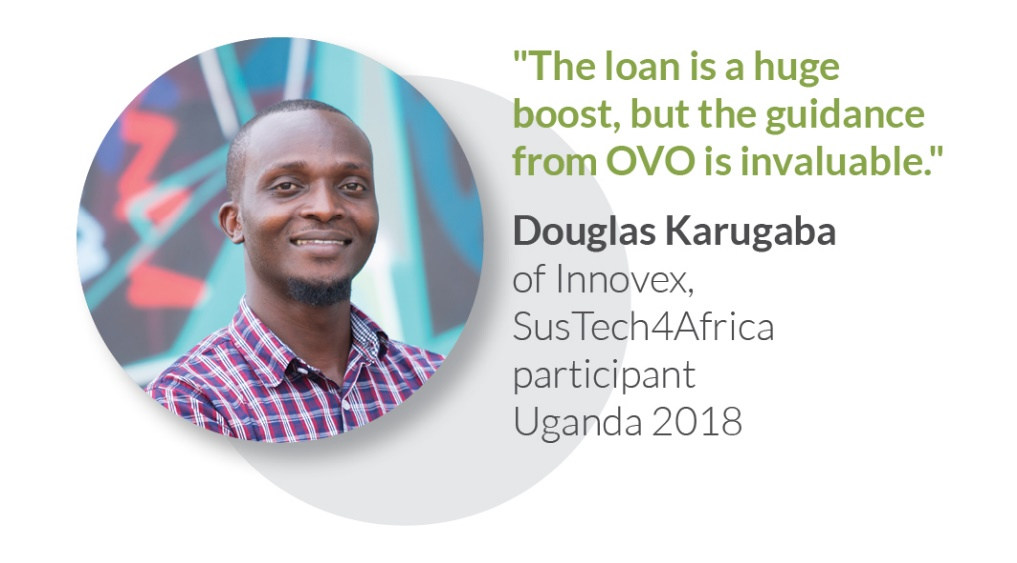 "The loan is a huge
boost, but the guidance
from OVO is invaluable."
Douglas Karugaba
of Innovex,
SusTech4Africa
participant
Uganda 2018